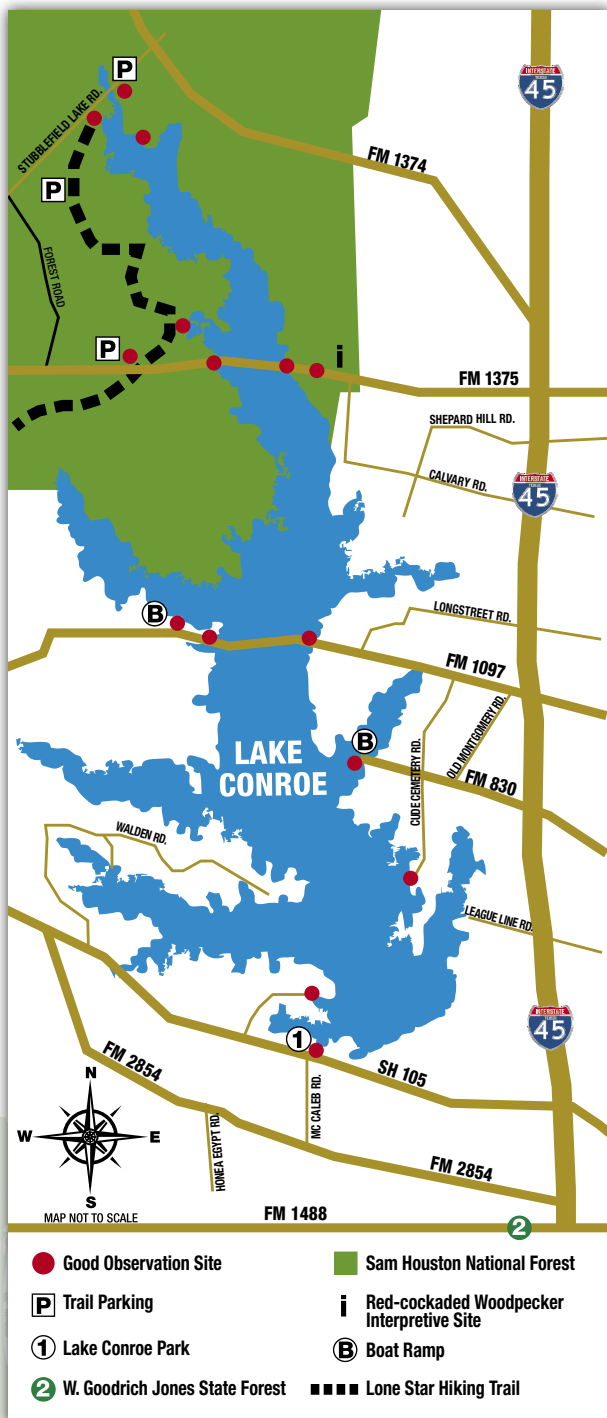 INTERSTATE
TEXAS
45
P
STUBBLEFIELD LAKE RD.
FM 1374
P
FOREST ROAD
P
i
FM 1375
SHEPARD HILL RD.
CALVARY RD.
INTERSTATE
TEXAS
45
B
LONGSTREET RD.
FM 1097
OLD MONTGOMERY RD.
B
LAKE
CONROE
CUDE CEMETERY RD.
FM 830
WALDEN RD.
LEAGUE LINE RD.
INTERSTATE
TEXAS
45
1
SH 105
FM 2854
MC CALEB RD.
N
W
E
S
HONEA EGYPT RD.
FM 2854
MAP NOT TO SCALE
FM 1488
2
Good Observation Site
Sam Houston National Forest
P Trail Parking
i Red-cockaded Woodpecker
Interpretive Site
1 Lake Conroe Park
B Boat Ramp
2 W. Goodrich Jones State Forest
Lone Star Hiking Trail